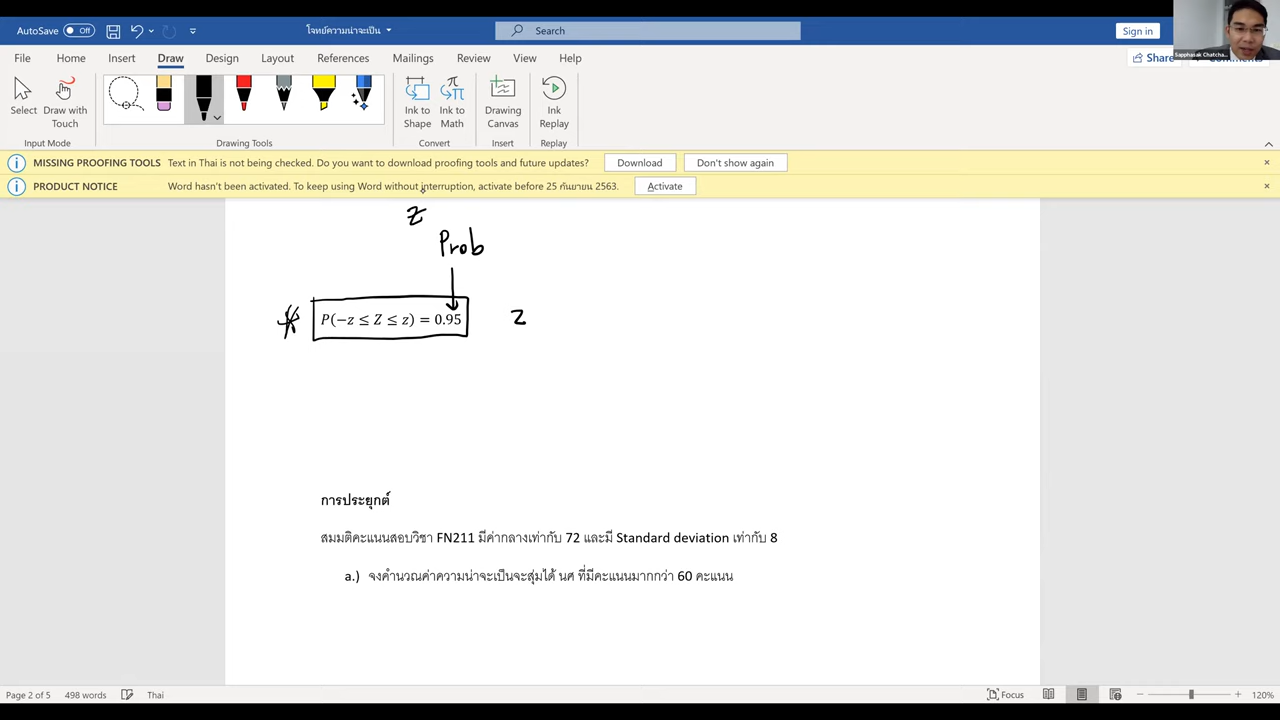 AutoSave Off โจทย์ความน่าจะเป็น Search Sign in
File Home Insert Draw Design Layout References Mailings Review View Help Share Comments
Sapphasak Chatcha...
Select Draw with Touch Ink to Shape Ink to Math Drawing Canvas Ink Replay
Input Mode Drawing Tools Convert Insert Replay
MISSING PROOFING TOOLS Text in Thai is not being checked. Do you want to download proofing tools and future updates? Download Don't show again
PRODUCT NOTICE Word hasn't been activated. To keep using Word without interruption, activate before 25 กันยายน 2563. Activate
z
Prob
P(−z ≤ Z ≤ z) = 0.95 z
การประยุกต์
สมมติคะแนนสอบวิชา FN211 มีค่ากลางเท่ากับ 72 และมี Standard deviation เท่ากับ 8
a.) จงคำนวณค่าความน่าจะเป็นจะสุ่มได้ นศ ที่มีคะแนนมากกว่า 60 คะแนน
Page 2 of 5 498 words Thai Focus 120%